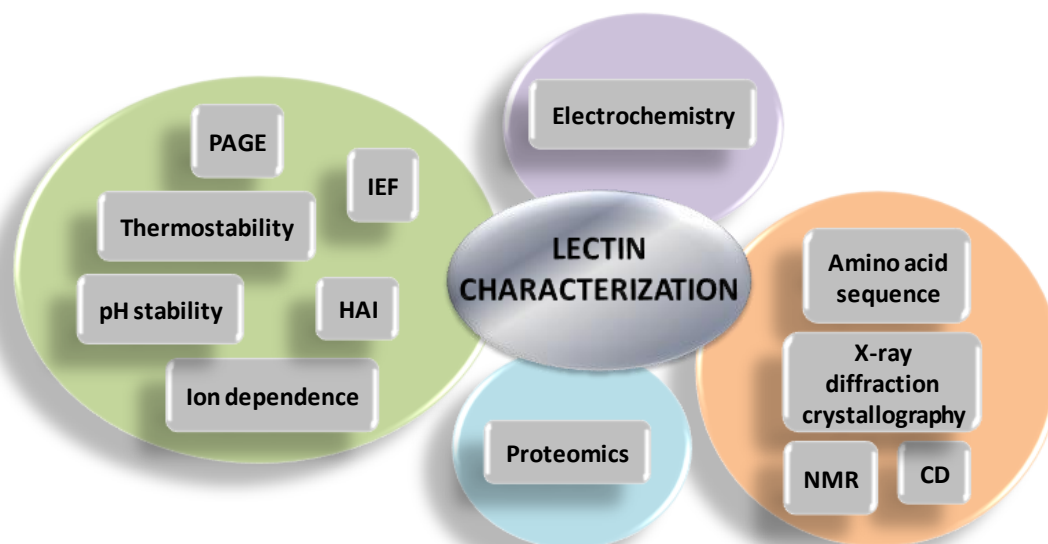 Electrochemistry
PAGE
IEF
Thermostability
pH stability
HAI
Ion dependence
LECTIN
CHARACTERIZATION
Amino acid
sequence
X-ray
diffraction
crystallography
NMR
CD
Proteomics